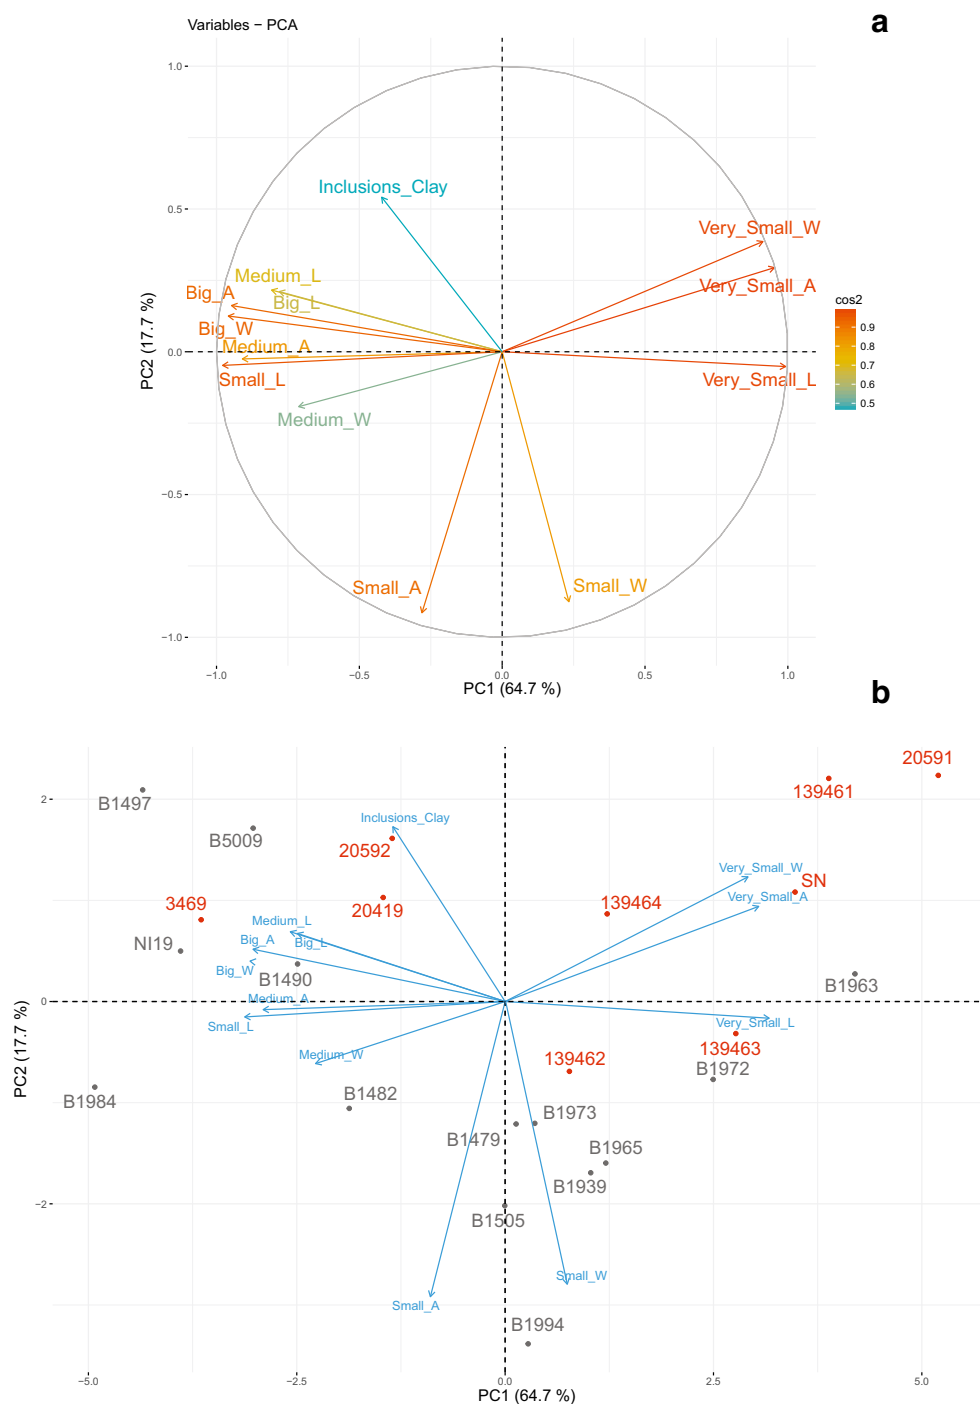 Variables − PCA
a
1.0
Inclusions_Clay
0.5
Very_Small_W
Medium_L
Very_Small_A
Big_A
Big_L
cos2
Big_W
0.9
Medium_A
0.8
0.0
0.7
Small_L
Very_Small_L
0.6
Medium_W
0.5
PC2 (17.7 %)
−0.5
Small_A
Small_W
−1.0
−1.0
−0.5
0.0
0.5
1.0
PC1 (64.7 %)
b
20591
139461
2
B1497
Inclusions_Clay
B5009
20592
Very_Small_W
SN
3469
20419
139464
Very_Small_A
Medium_L
NI19
Big_A
Big_L
Big_W
B1490
B1963
Medium_A
0
Small_L
Very_Small_L
Medium_W
139462
139463
B1972
B1984
B1482
B1973
B1479
B1965
B1939
−2
B1505
Small_W
Small_A
B1994
PC2 (17.7 %)
−5.0
−2.5
0.0
2.5
5.0
PC1 (64.7 %)